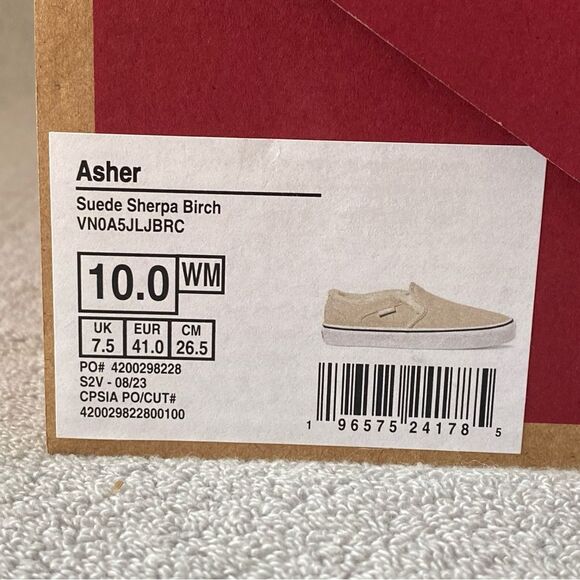 Asher
Suede Sherpa Birch
VN0A5JLJBRC
10.0 WM
UK EUR CM
7.5 41.0 26.5
PO# 4200298228
S2V - 08/23
CPSIA PO/CUT#
420029822800100
1 96575 24178 5